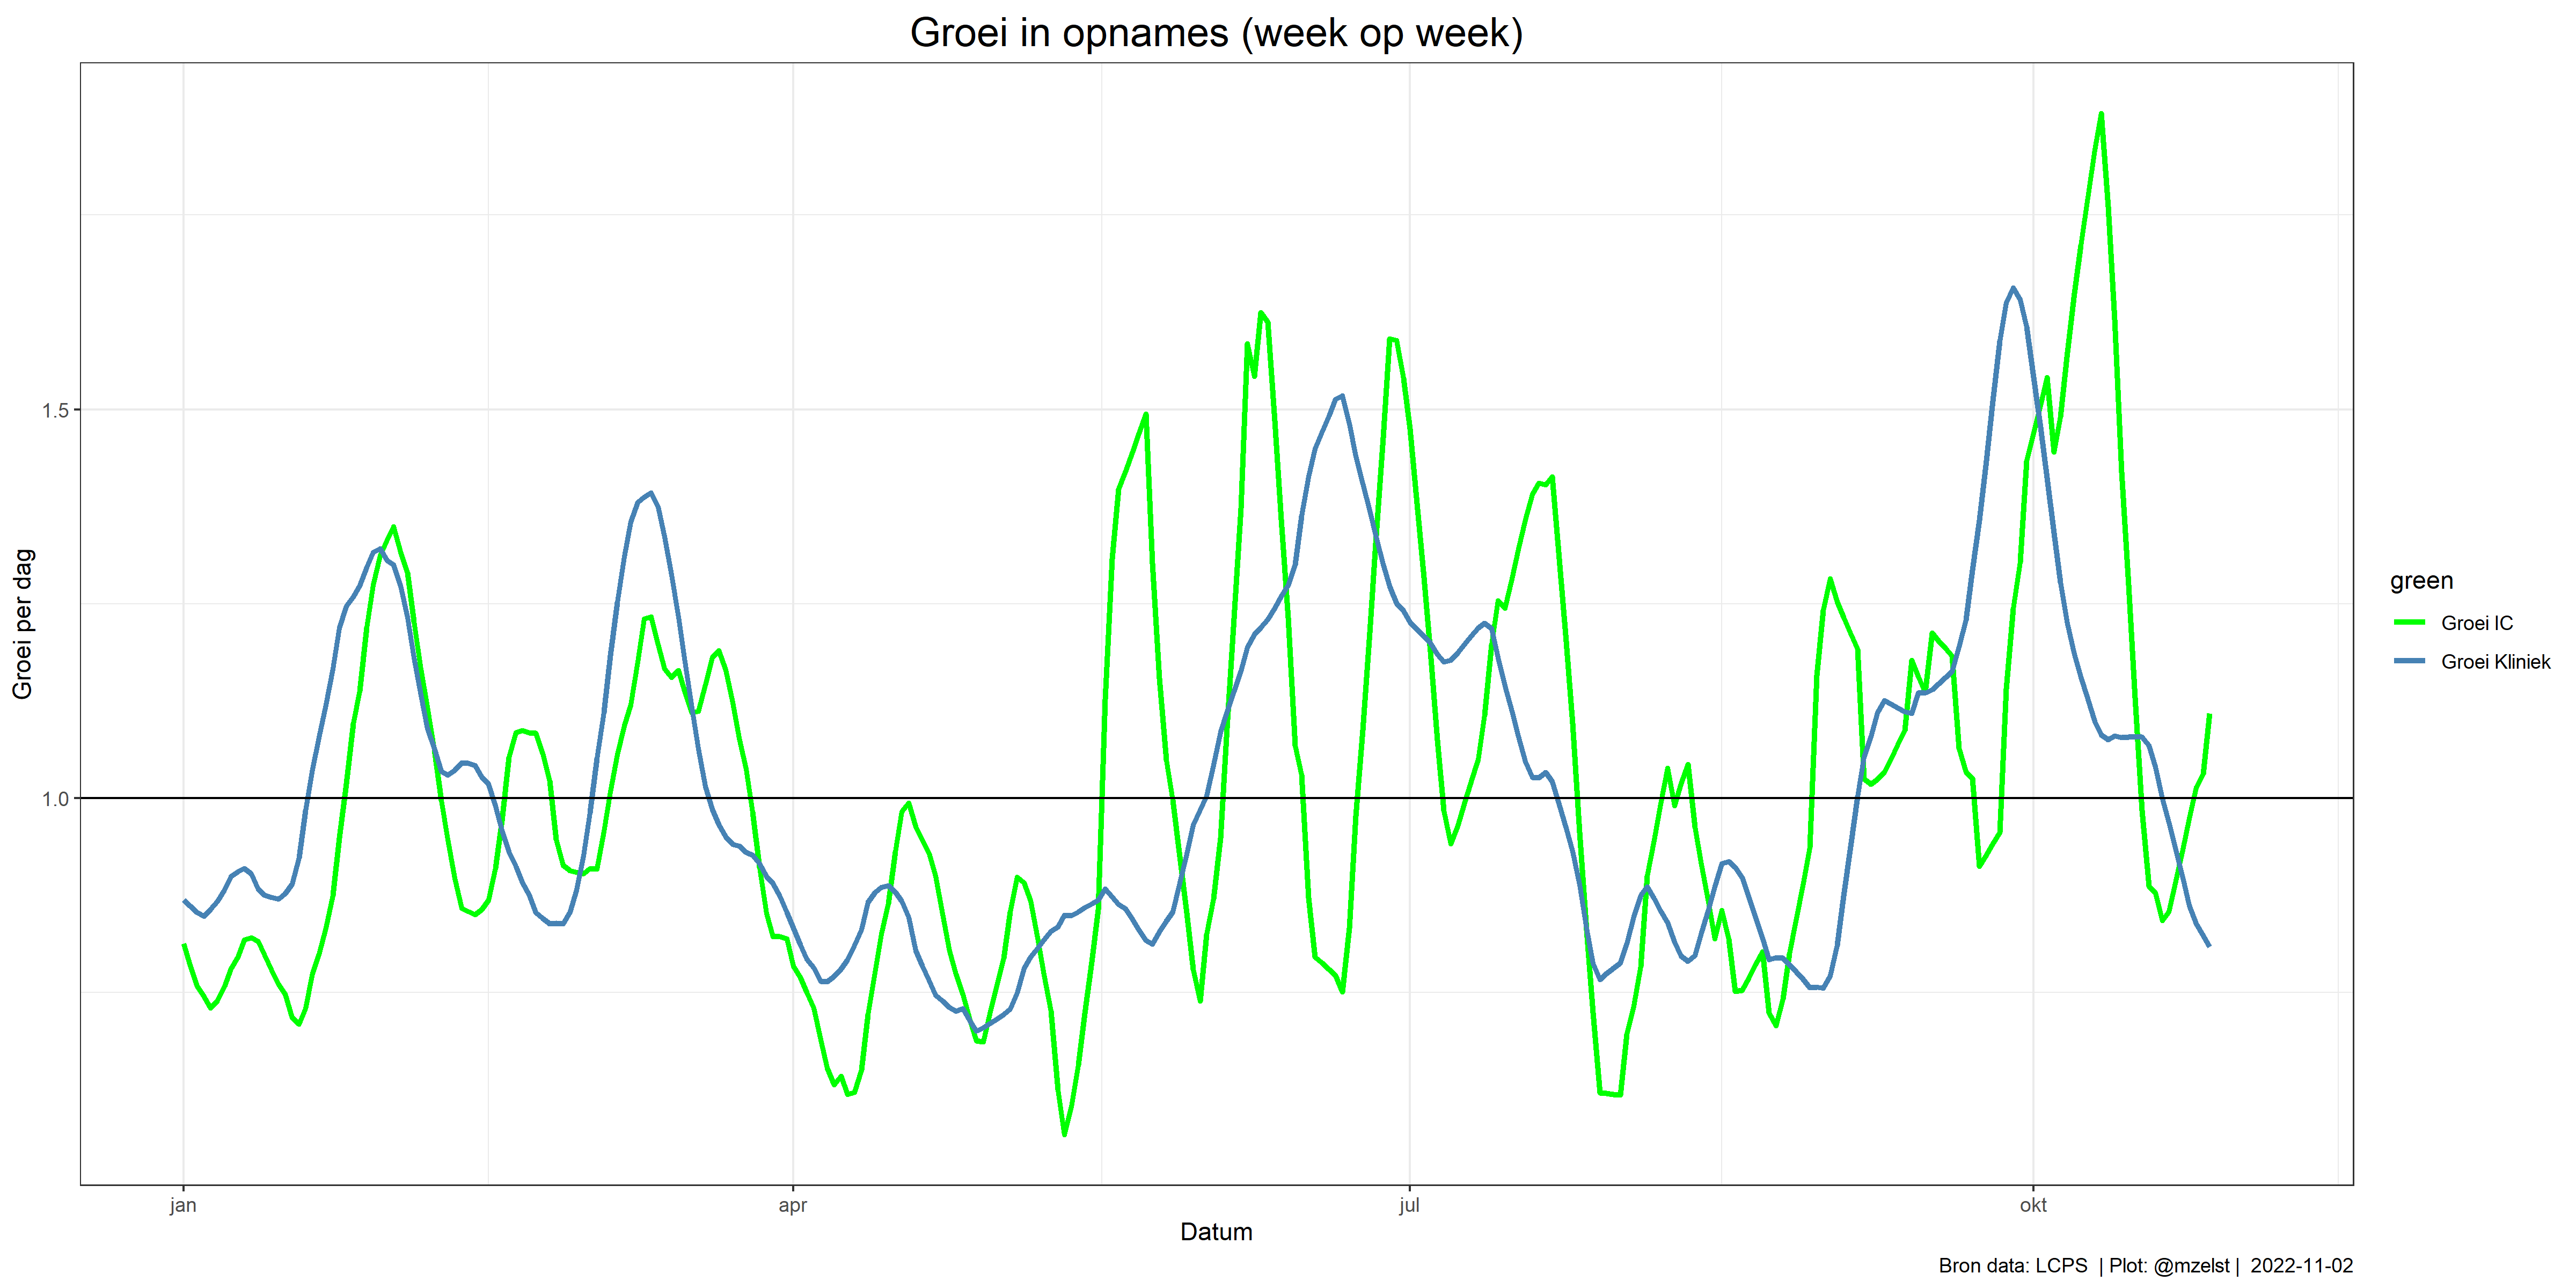 Groei in opnames (week op week)
Groei per dag
1.5
1.0
jan
apr
jul
okt
Datum
green
Groei IC
Groei Kliniek
Bron data: LCPS | Plot: @mzelst | 2022-11-02